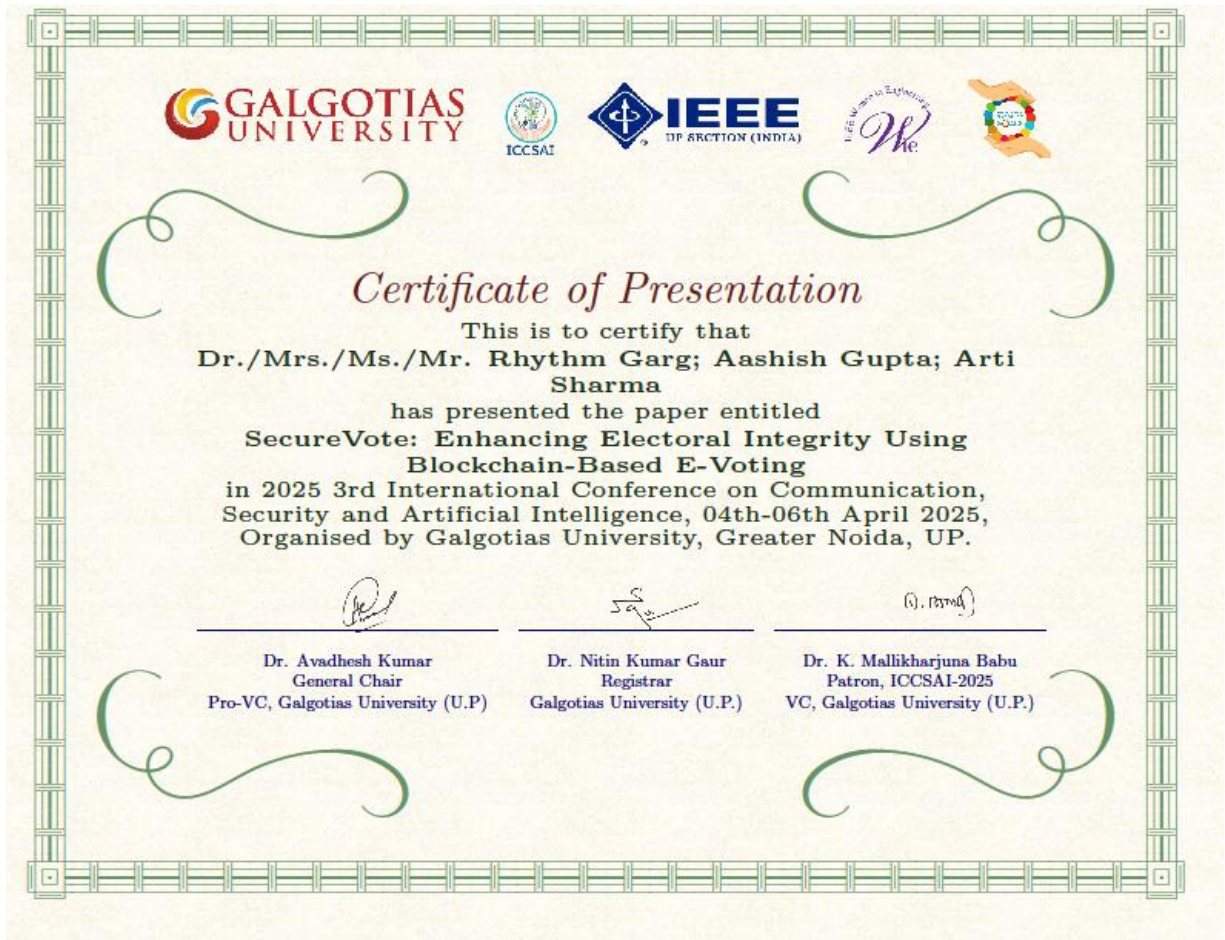 GALGOTIAS
UNIVERSITY
ICCSAI
IEEE
UP SECTION (INDIA)
Wie
Certificate of Presentation
This is to certify that
Dr./Mrs./Ms./Mr. Rhythm Garg; Aashish Gupta; Arti
Sharma
has presented the paper entitled
SecureVote: Enhancing Electoral Integrity Using
Blockchain-Based E-Voting
in 2025 3rd International Conference on Communication,
Security and Artificial Intelligence, 04th-06th April 2025,
Organised by Galgotias University, Greater Noida, UP.
Dr. Avadhesh Kumar
General Chair
Pro-VC, Galgotias University (U.P)
Dr. Nitin Kumar Gaur
Registrar
Galgotias University (U.P.)
Dr. K. Mallikharjuna Babu
Patron, ICCSAI-2025
VC, Galgotias University (U.P.)